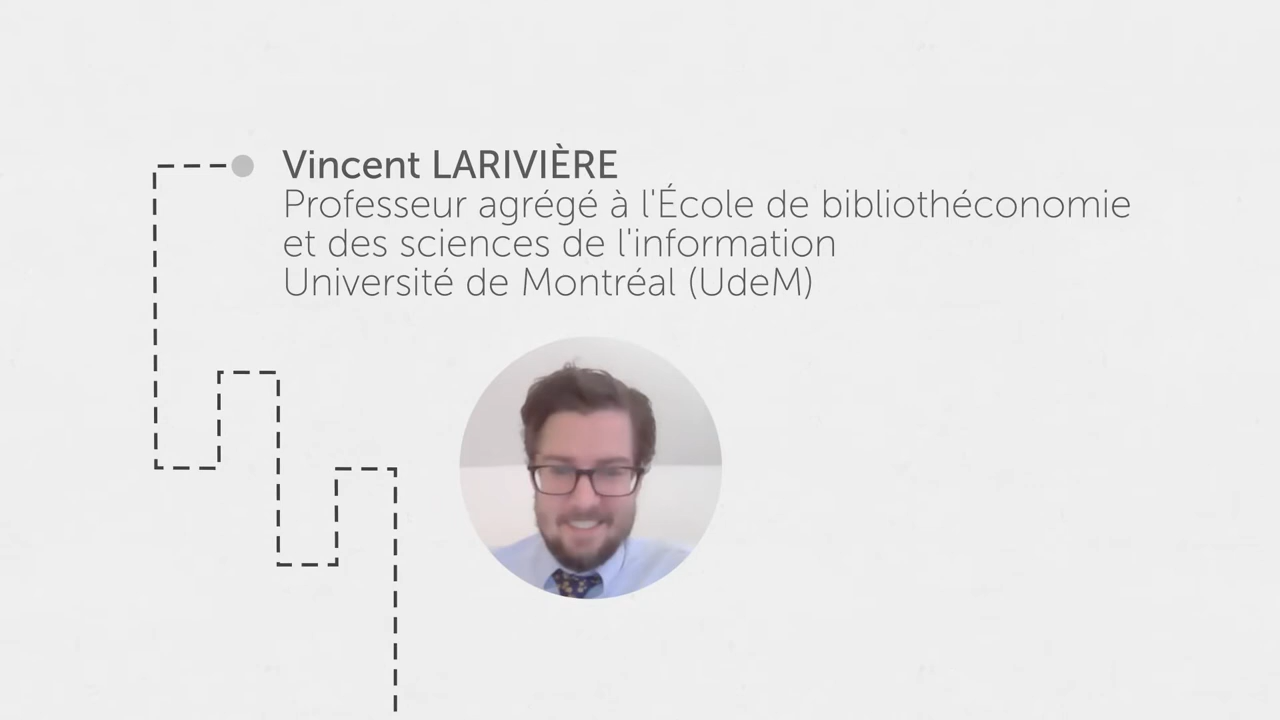 Vincent LARIVIÈRE
Professeur agrégé à l'École de bibliothéconomie
et des sciences de l'information
Université de Montréal (UdeM)